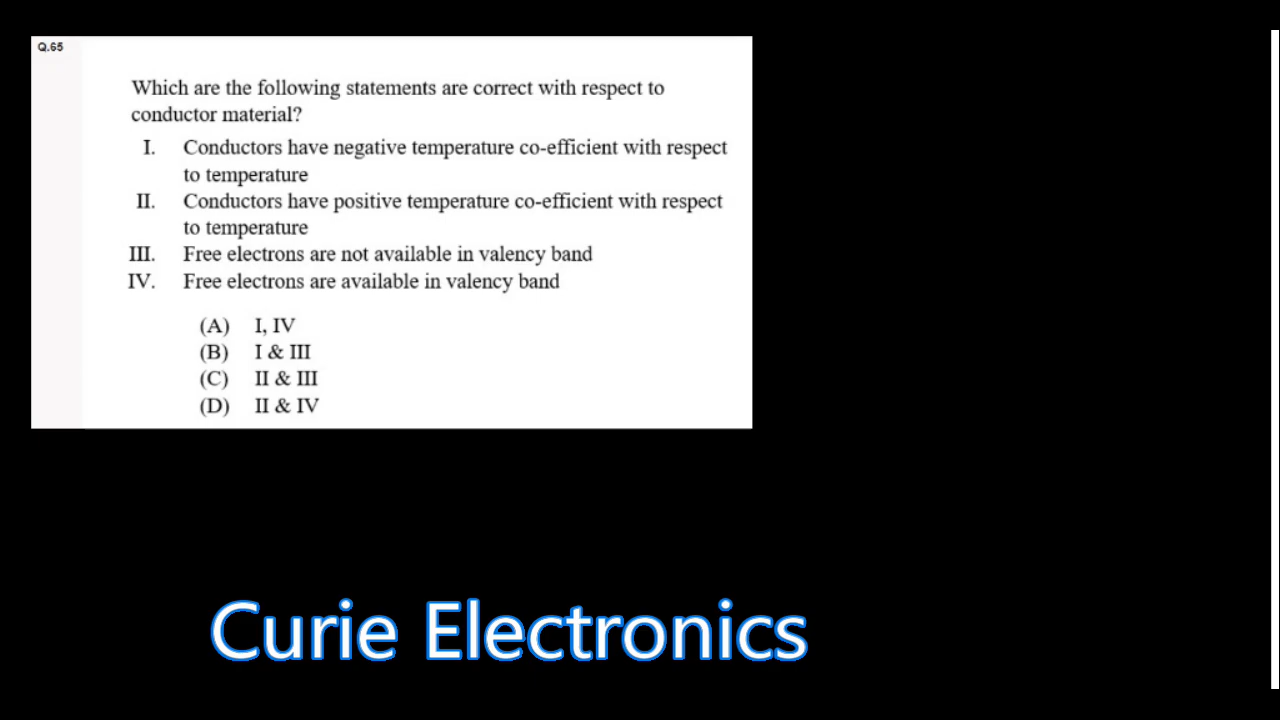 Q.65
Which are the following statements are correct with respect to
conductor material?
I. Conductors have negative temperature co-efficient with respect
to temperature
II. Conductors have positive temperature co-efficient with respect
to temperature
III. Free electrons are not available in valency band
IV. Free electrons are available in valency band
(A) I, IV
(B) I & III
(C) II & III
(D) II & IV
Curie Electronics